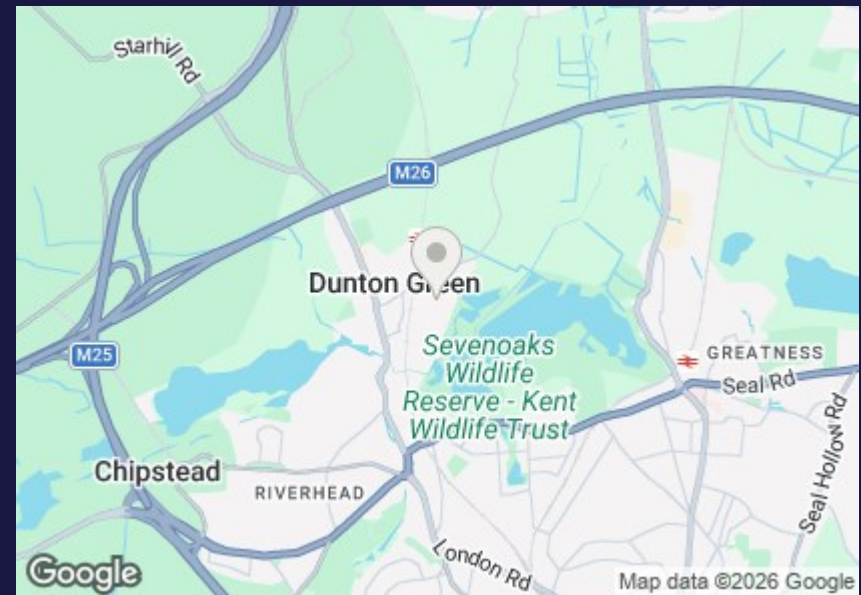 Starhill Rd
M26
Dunton Green
M25
Sevenoaks
Wildlife
Reserve - Kent
Wildlife Trust
GREATNESS
Seal Rd
Seal Hollow Rd
Chipstead
RIVERHEAD
London Rd
Google
Map data ©2026 Google